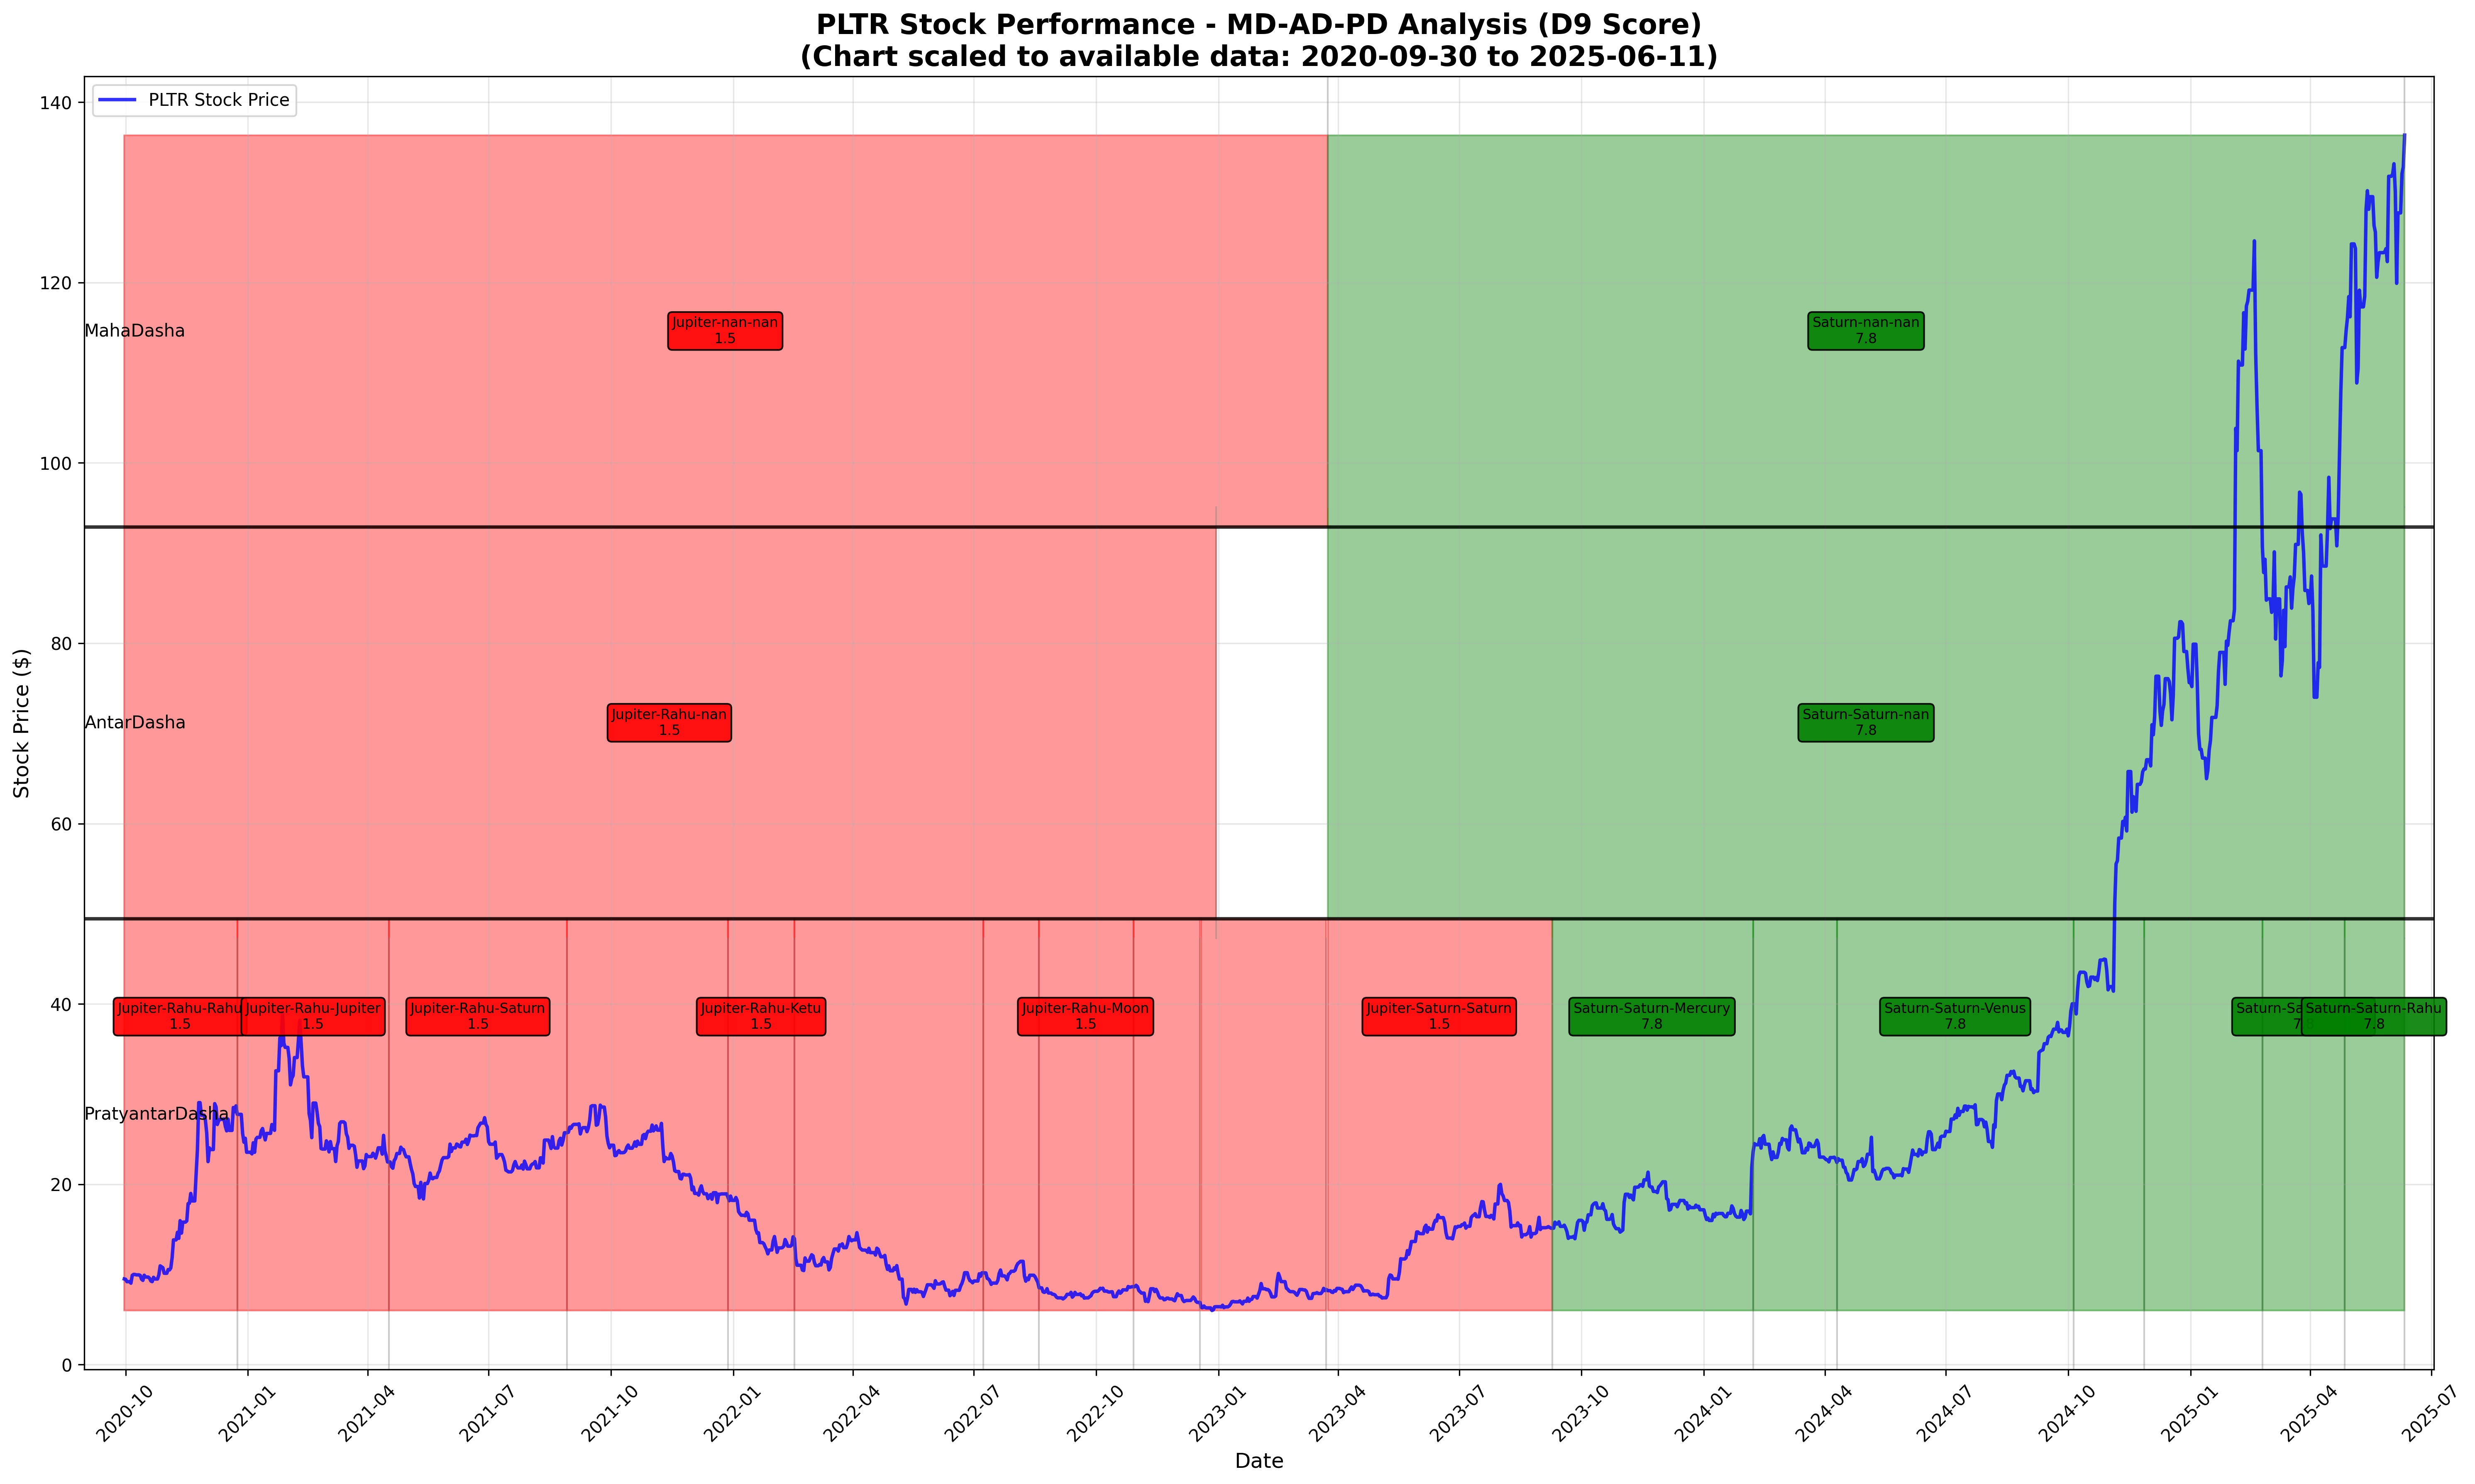 PLTR Stock Performance - MD-AD-PD Analysis (D9 Score)
(Chart scaled to available data: 2020-09-30 to 2025-06-11)
PLTR Stock Price
Stock Price ($)
140
120
100
80
60
40
20
0
MahaDasha
Jupiter-nan-nan
1.5
Saturn-nan-nan
7.8
AntarDasha
Jupiter-Rahu-nan
1.5
Saturn-Saturn-nan
7.8
Jupiter-Rahu-Rahu
1.5
Jupiter-Rahu-Jupiter
1.5
Jupiter-Rahu-Saturn
1.5
Jupiter-Rahu-Ketu
1.5
Jupiter-Rahu-Moon
1.5
Jupiter-Saturn-Saturn
1.5
Saturn-Saturn-Mercury
7.8
Saturn-Saturn-Venus
7.8
Saturn-Saturn-Rahu
7.8
PratyantarDasha
2020-10
2021-01
2021-04
2021-07
2021-10
2022-01
2022-04
2022-07
2022-10
2023-01
2023-04
2023-07
2023-10
2024-01
2024-04
2024-07
2024-10
2025-01
2025-04
2025-07
Date